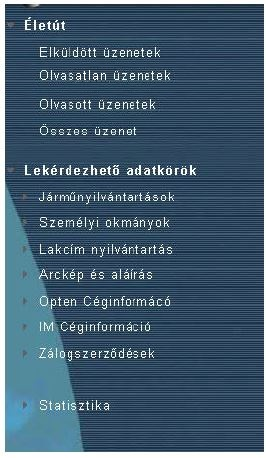 Életút
Elküldött üzenetek
Olvasatlan üzenetek
Olvasott üzenetek
Összes üzenet
Lekérdezhető adatkörök
Járműnyilvántartások
Személyi okmányok
Lakcím nyilvántartás
Arckép és aláírás
Opten Céginformácó
IM Céginformáció
Zálogszerződések
Statisztika